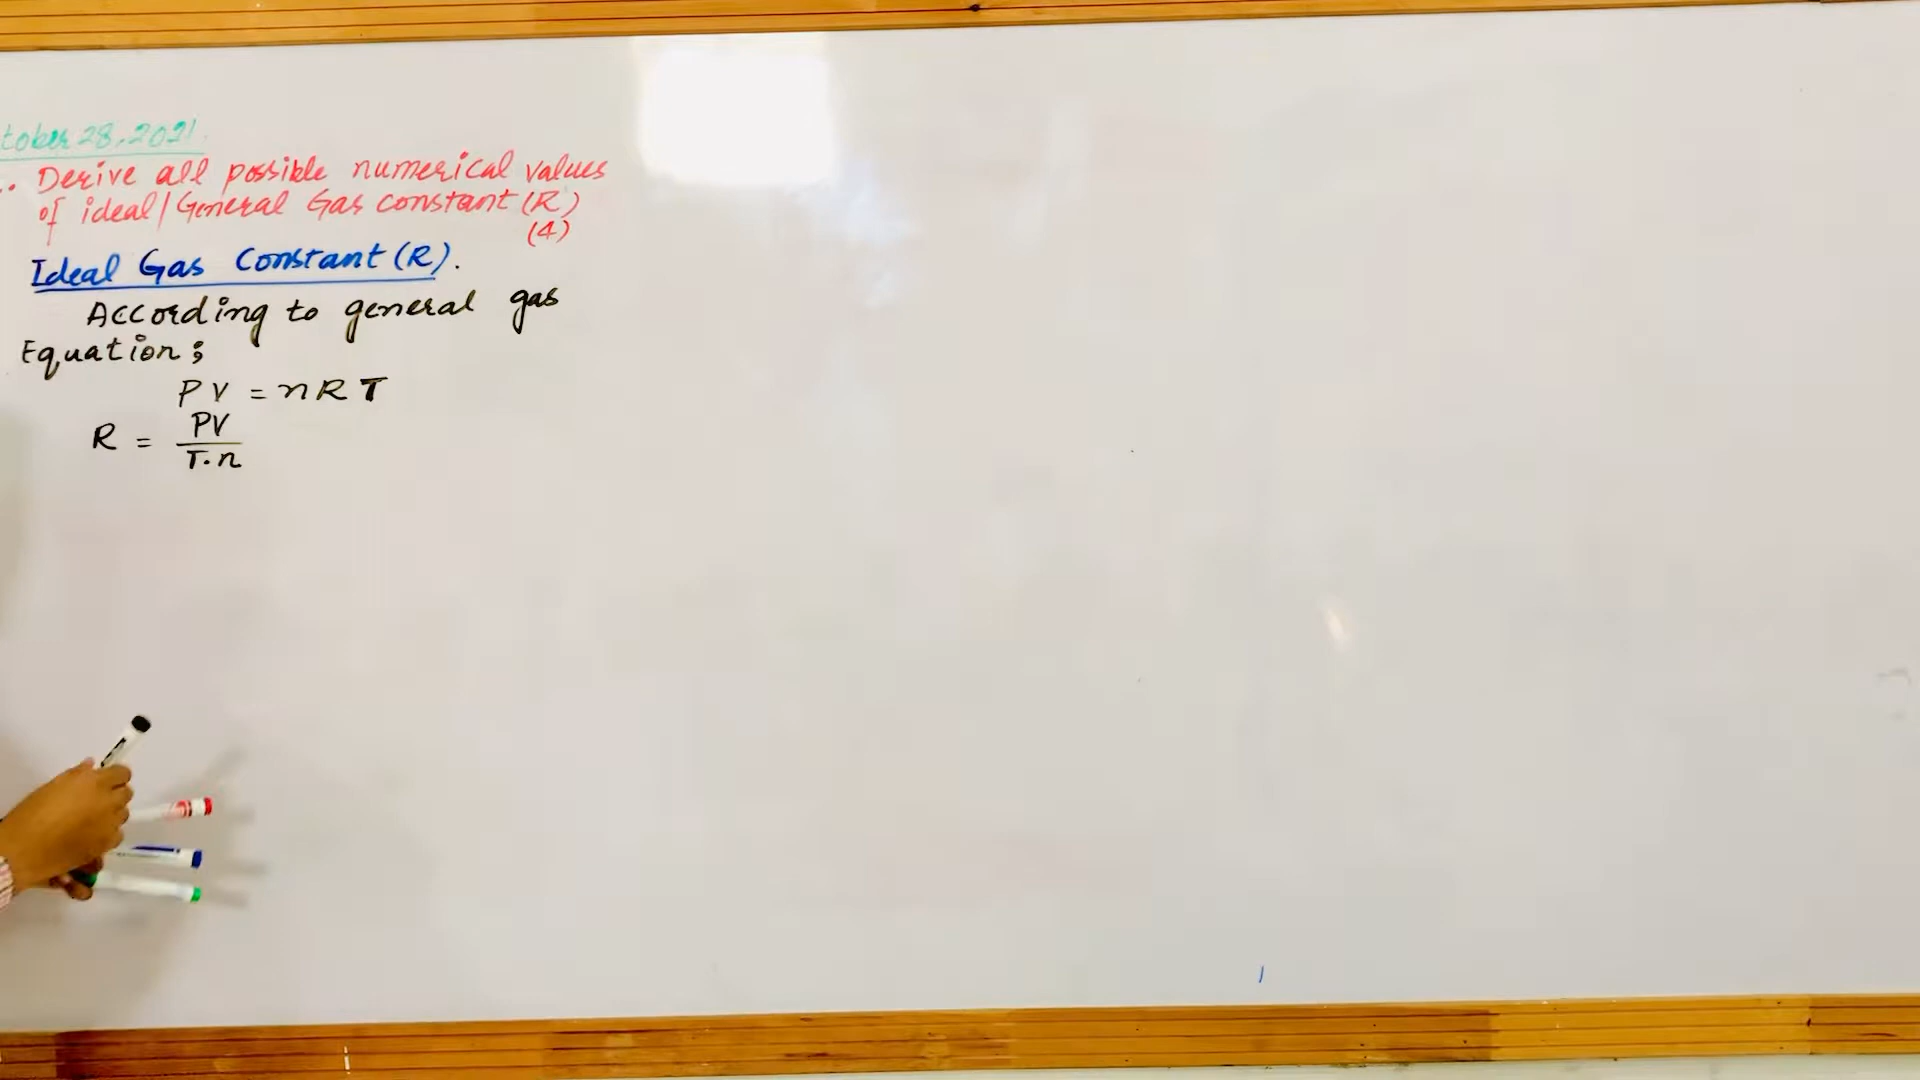 tober 28, 2021.
. Derive all possible numerical values
of ideal/General Gas constant (R)
(4)
Ideal Gas Constant (R).
According to general gas
Equation;
PV = nRT
R = PV
T.n